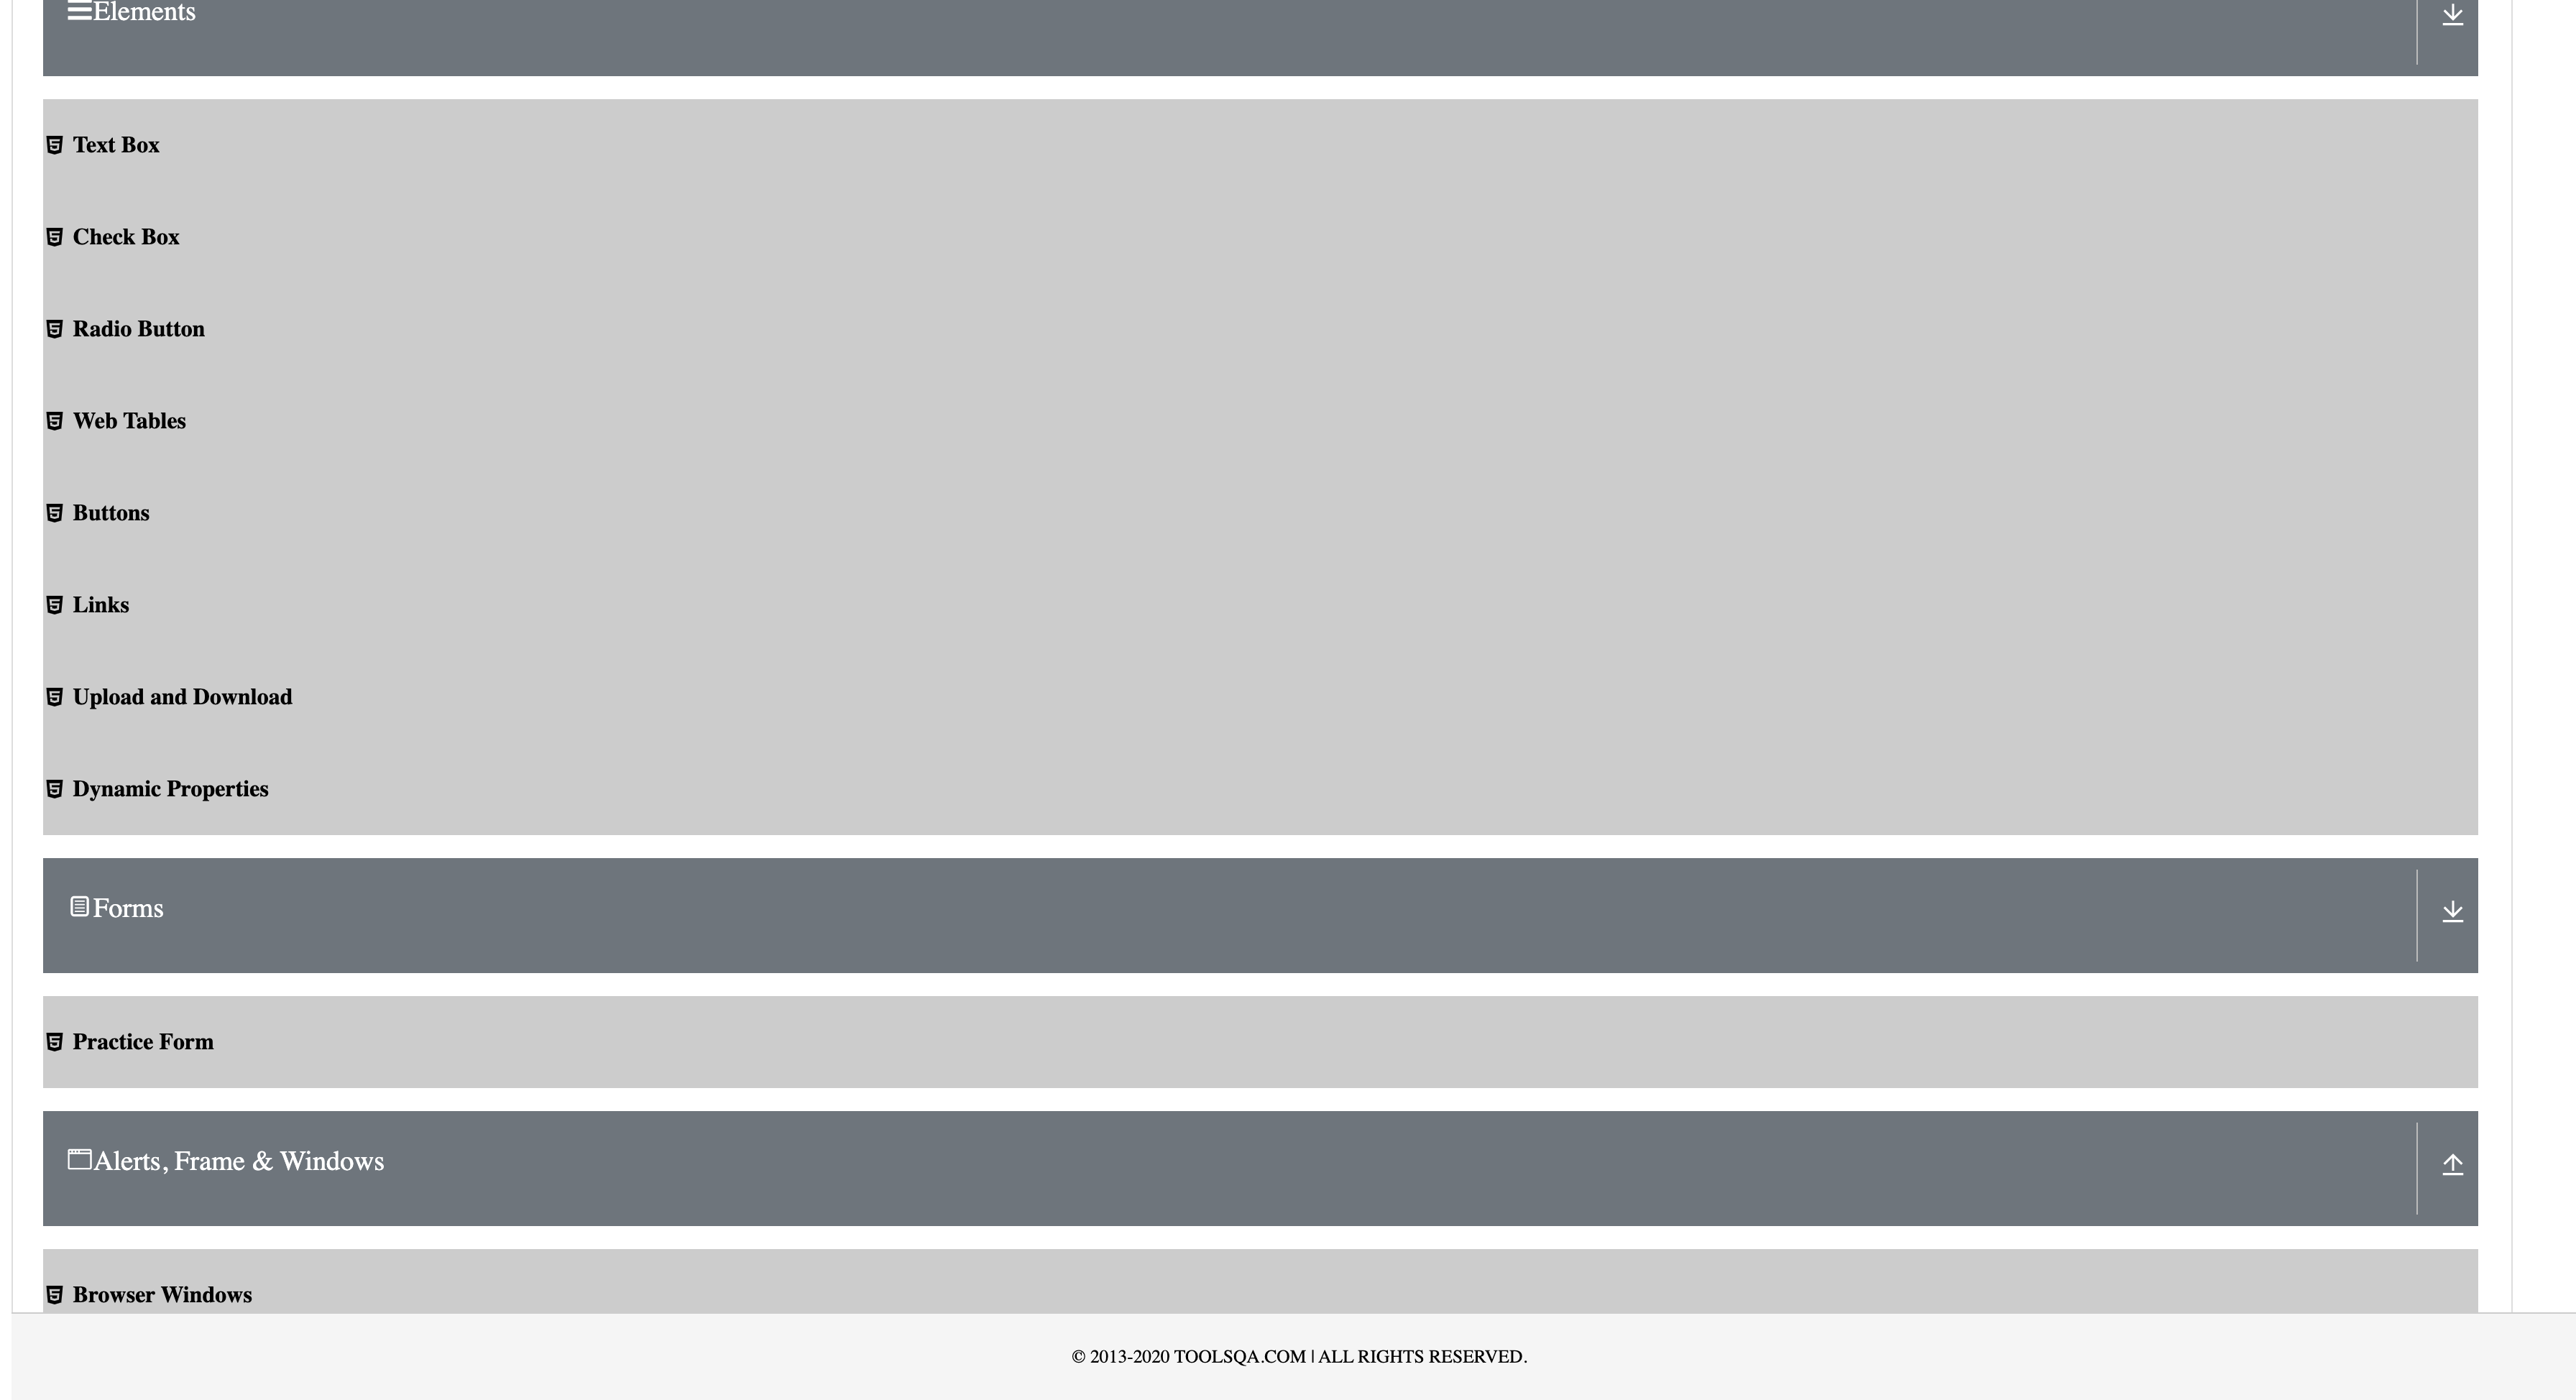 Elements
Text Box
Check Box
Radio Button
Web Tables
Buttons
Links
Upload and Download
Dynamic Properties
Forms
Practice Form
Alerts, Frame & Windows
Browser Windows
© 2013-2020 TOOLSQA.COM | ALL RIGHTS RESERVED.